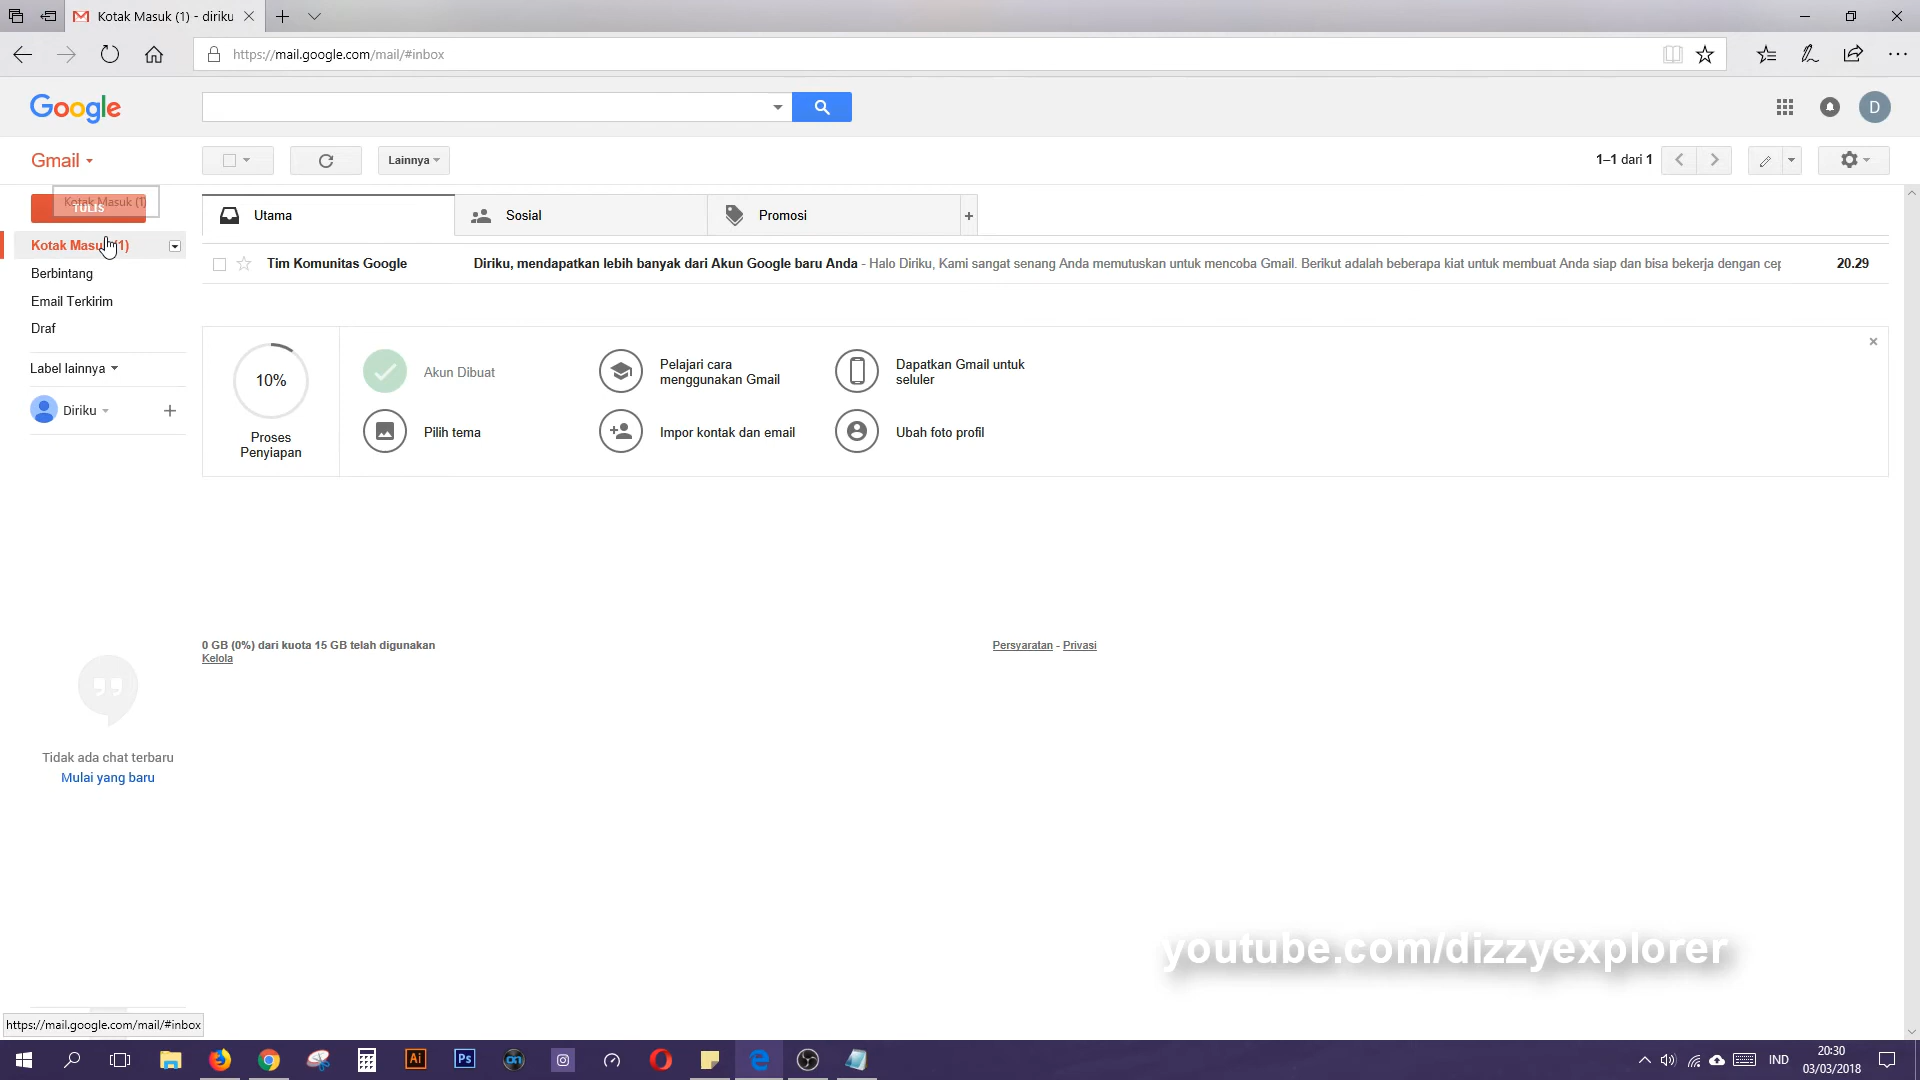 Kotak Masuk (1) - diriku
https://mail.google.com/mail/#inbox
Google
D
Gmail
Lainnya
1–1 dari 1
TULIS
Kotak Masuk (1)
Utama
Sosial
Promosi
+
Kotak Masuk (1)
Tim Komunitas Google
Diriku, mendapatkan lebih banyak dari Akun Google baru Anda - Halo Diriku, Kami sangat senang Anda memutuskan untuk mencoba Gmail. Berikut adalah beberapa kiat untuk membuat Anda siap dan bisa bekerja dengan cep
20.29
Berbintang
Email Terkirim
Draf
Label lainnya
Diriku
10%
Proses
Penyiapan
Akun Dibuat
Pelajari cara
menggunakan Gmail
Dapatkan Gmail untuk
seluler
Pilih tema
Impor kontak dan email
Ubah foto profil
0 GB (0%) dari kuota 15 GB telah digunakan
Kelola
Persyaratan - Privasi
Tidak ada chat terbaru
Mulai yang baru
youtube.com/dizzyexplorer
https://mail.google.com/mail/#inbox
Ai
Ps
on
IND
20:30
03/03/2018